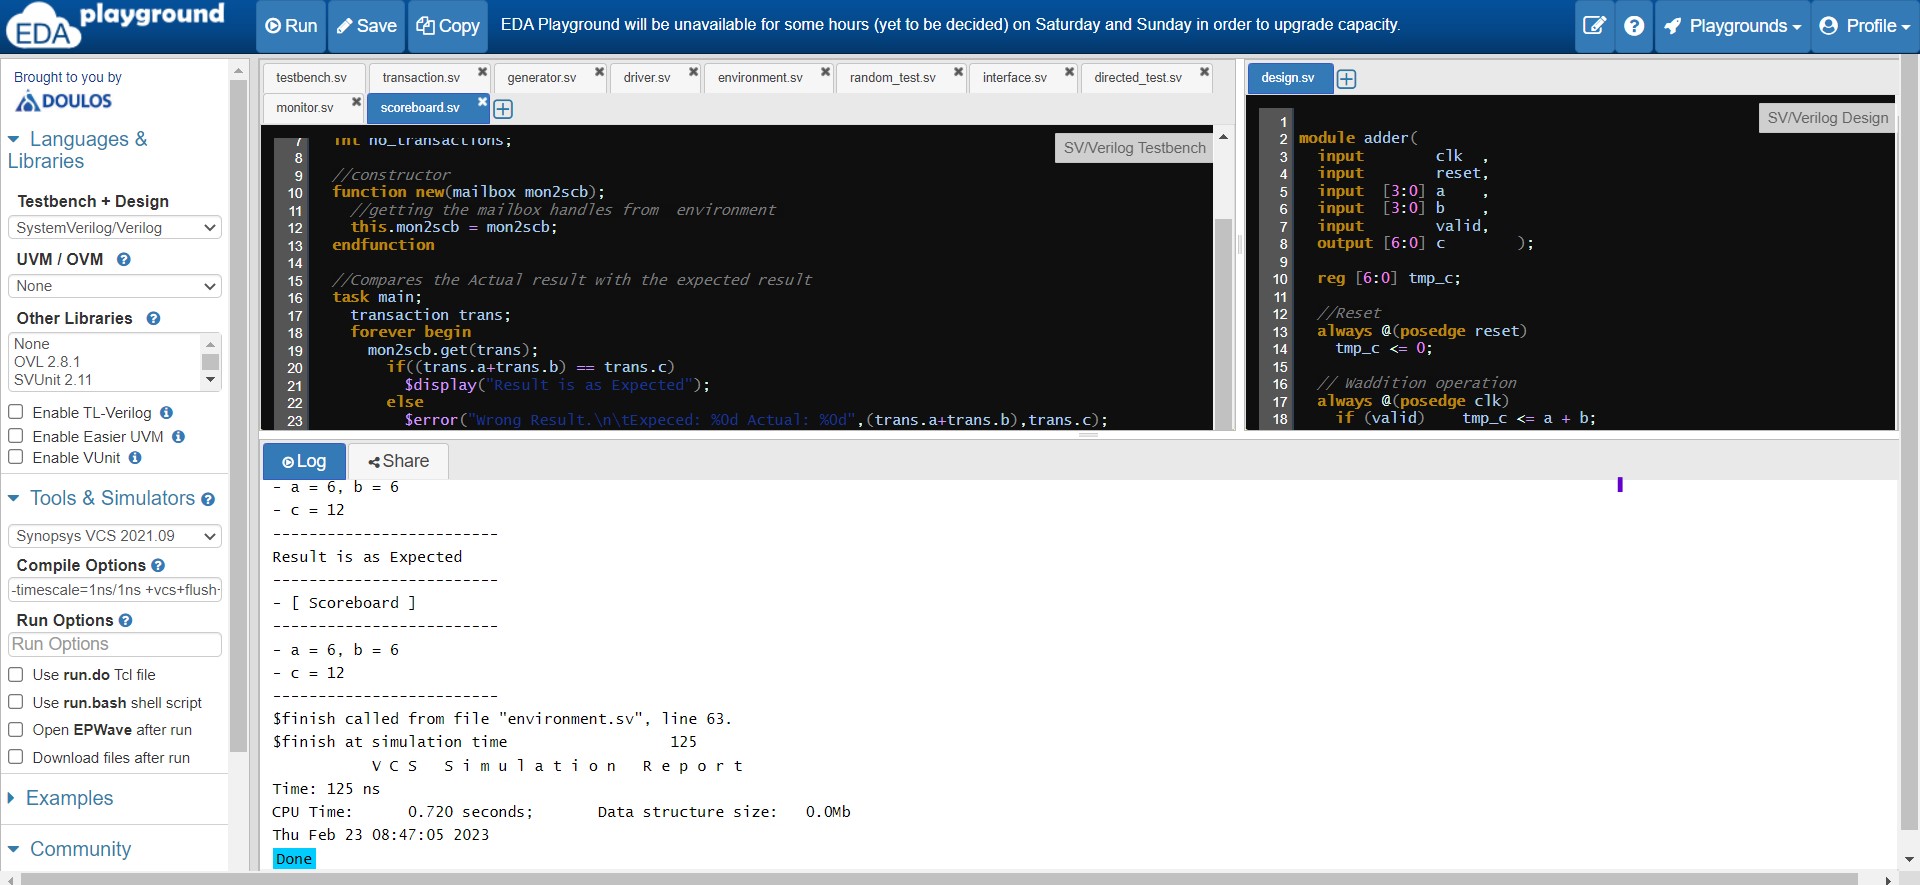 EDA playground
Run
Save
Copy
EDA Playground will be unavailable for some hours (yet to be decided) on Saturday and Sunday in order to upgrade capacity.
Playgrounds
Profile
Brought to you by
DOULOS
Languages &
Libraries
Testbench + Design
SystemVerilog/Verilog
UVM / OVM
None
Other Libraries
None
OVL 2.8.1
SVUnit 2.11
Enable TL-Verilog
Enable Easier UVM
Enable VUnit
Tools & Simulators
Synopsys VCS 2021.09
Compile Options
-timescale=1ns/1ns +vcs+flush-
Run Options
Run Options
Use run.do Tcl file
Use run.bash shell script
Open EPWave after run
Download files after run
Examples
Community
testbench.sv
transaction.sv
generator.sv
driver.sv
environment.sv
random_test.sv
interface.sv
directed_test.sv
monitor.sv
scoreboard.sv
SV/Verilog Testbench
7 int no_transactions;
8
9 //constructor
10 function new(mailbox mon2scb);
11 //getting the mailbox handles from  environment
12 this.mon2scb = mon2scb;
13 endfunction
14
15 //Compares the Actual result with the expected result
16 task main;
17 transaction trans;
18 forever begin
19 mon2scb.get(trans);
20 if((trans.a+trans.b) == trans.c)
21 $display("Result is as Expected");
22 else
23 $error("Wrong Result.\n\tExpeced: %0d Actual: %0d",(trans.a+trans.b),trans.c);
design.sv
SV/Verilog Design
1
2 module adder(
3 input        clk  ,
4 input        reset,
5 input  [3:0] a    ,
6 input  [3:0] b    ,
7 input        valid,
8 output [6:0] c        );
9
10 reg [6:0] tmp_c;
11
12 //Reset
13 always @(posedge reset)
14 tmp_c <= 0;
15
16 // Waddition operation
17 always @(posedge clk)
18 if (valid)    tmp_c <= a + b;
Log
Share
- a = 6, b = 6
- c = 12
-------------------------
Result is as Expected
-------------------------
- [ Scoreboard ]
-------------------------
- a = 6, b = 6
- c = 12
-------------------------
$finish called from file "environment.sv", line 63.
$finish at simulation time                  125
V C S   S i m u l a t i o n   R e p o r t
Time: 125 ns
CPU Time:      0.720 seconds;       Data structure size:   0.0Mb
Thu Feb 23 08:47:05 2023
Done